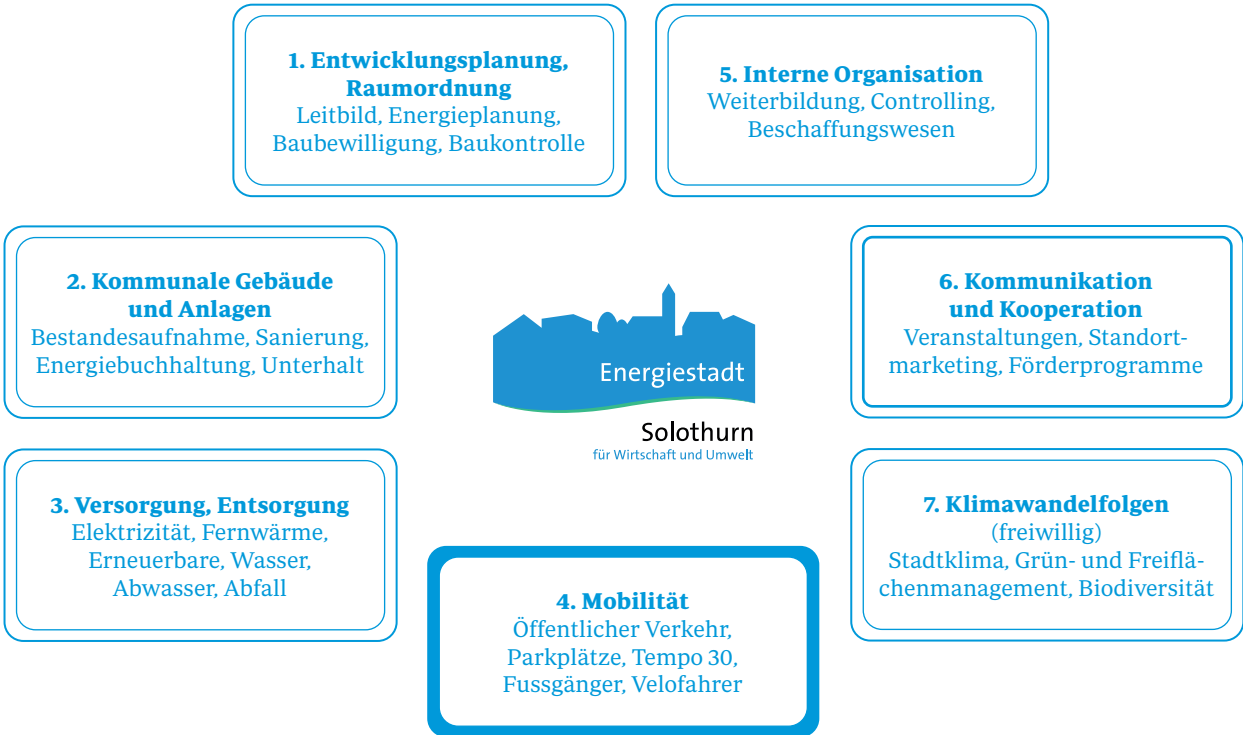 1. Entwicklungsplanung,
Raumordnung
Leitbild, Energieplanung,
Baubewilligung, Baukontrolle
5. Interne Organisation
Weiterbildung, Controlling,
Beschaffungswesen
2. Kommunale Gebäude
und Anlagen
Bestandesaufnahme, Sanierung,
Energiebuchhaltung, Unterhalt
Energiestadt
Solothurn
für Wirtschaft und Umwelt
6. Kommunikation
und Kooperation
Veranstaltungen, Standort-
marketing, Förderprogramme
3. Versorgung, Entsorgung
Elektrizität, Fernwärme,
Erneuerbare, Wasser,
Abwasser, Abfall
4. Mobilität
Öffentlicher Verkehr,
Parkplätze, Tempo 30,
Fussgänger, Velofahrer
7. Klimawandelfolgen
(freiwillig)
Stadtklima, Grün- und Freiflä-
chenmanagement, Biodiversität